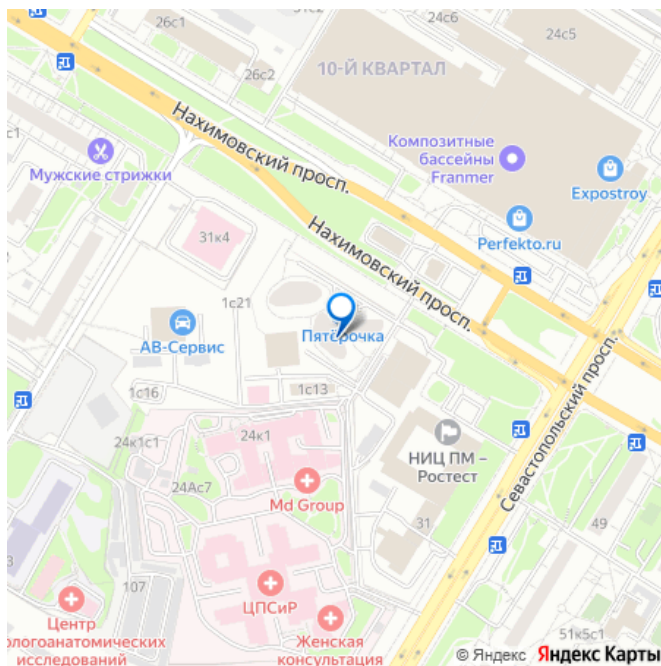 26с1
24с6
24с5
26с2
10-Й КВАРТАЛ
Нахимовский просп.
Композитные
бассейны
Franmer
Expostroy
Мужские стрижки
Perfekto.ru
31к4
Нахимовский просп.
1с21
АВ-Сервис
Пятёрочка
1с16
1с13
Севастопольский просп.
24к1с1
24к1
24Ас7
Md Group
НИЦ ПМ –
Ростест
31
49
107
ЦПСиР
Центр
ологоанатомических
исследований
Женская
консультация
51к5с1
© Яндекс Яндекс Карты